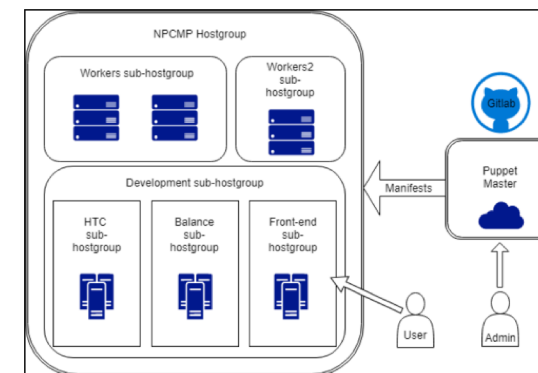 NPCMP Hostgroup
Workers sub-hostgroup
Workers2
sub-
hostgroup
Gitlab
Puppet
Master
Manifests
Development sub-hostgroup
HTC
sub-
hostgroup
Balance
sub-
hostgroup
Front-end
sub-
hostgroup
User
Admin